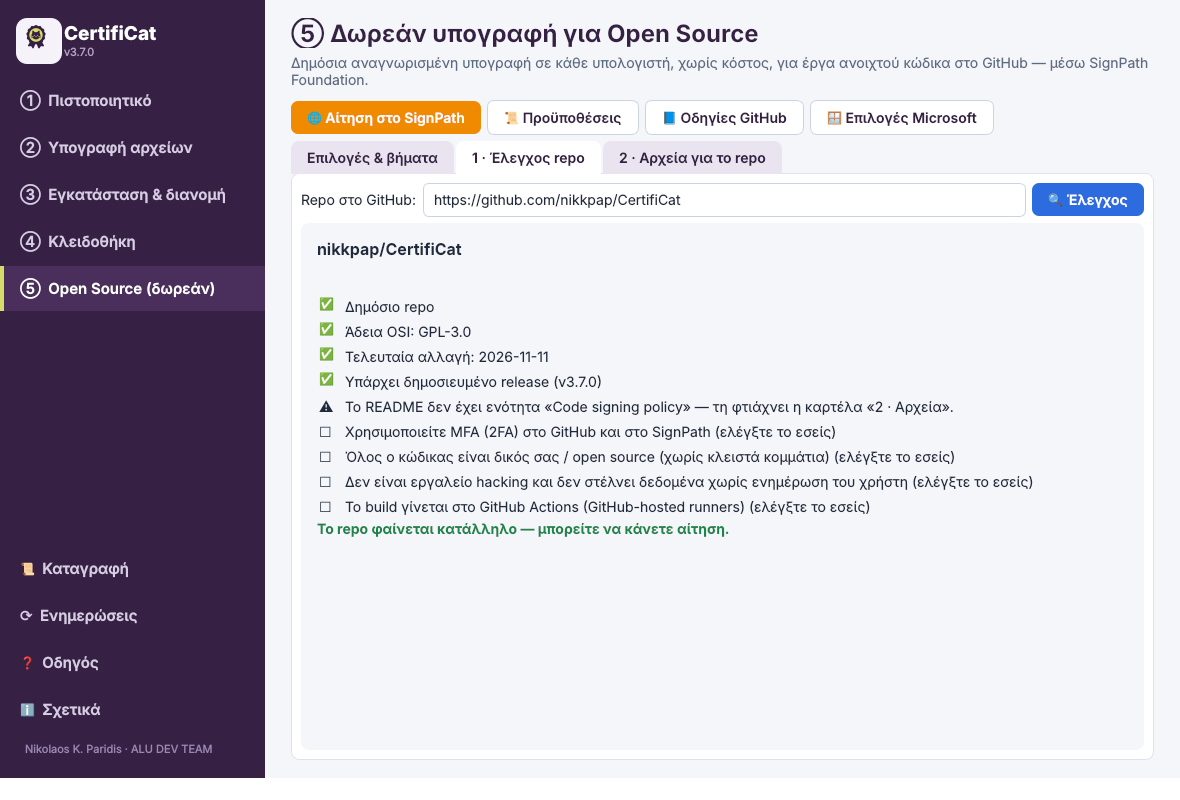 CertifiCat
v3.7.0
① Πιστοποιητικό
② Υπογραφή αρχείων
③ Εγκατάσταση & διανομή
④ Κλειδοθήκη
⑤ Open Source (δωρεάν)
📜 Καταγραφή
⟳ Ενημερώσεις
❓ Οδηγός
ℹ️ Σχετικά
Nikolaos K. Paridis · ALU DEV TEAM
⑤ Δωρεάν υπογραφή για Open Source
Δημόσια αναγνωρισμένη υπογραφή σε κάθε υπολογιστή, χωρίς κόστος, για έργα ανοιχτού κώδικα στο GitHub — μέσω SignPath
Foundation.
🌐 Αίτηση στο SignPath 📜 Προϋποθέσεις 📘 Οδηγίες GitHub 🪟 Επιλογές Microsoft
Επιλογές & βήματα 1 · Έλεγχος repo 2 · Αρχεία για το repo
Repo στο GitHub: https://github.com/nikkpap/CertifiCat 🔍 Έλεγχος
nikkpap/CertifiCat
✅ Δημόσιο repo
✅ Άδεια OSI: GPL-3.0
✅ Τελευταία αλλαγή: 2026-11-11
✅ Υπάρχει δημοσιευμένο release (v3.7.0)
⚠ Το README δεν έχει ενότητα «Code signing policy» — τη φτιάχνει η καρτέλα «2 · Αρχεία».
☐ Χρησιμοποιείτε MFA (2FA) στο GitHub και στο SignPath (ελέγξτε το εσείς)
☐ Όλος ο κώδικας είναι δικός σας / open source (χωρίς κλειστά κομμάτια) (ελέγξτε το εσείς)
☐ Δεν είναι εργαλείο hacking και δεν στέλνει δεδομένα χωρίς ενημέρωση του χρήστη (ελέγξτε το εσείς)
☐ Το build γίνεται στο GitHub Actions (GitHub-hosted runners) (ελέγξτε το εσείς)
Το repo φαίνεται κατάλληλο — μπορείτε να κάνετε αίτηση.